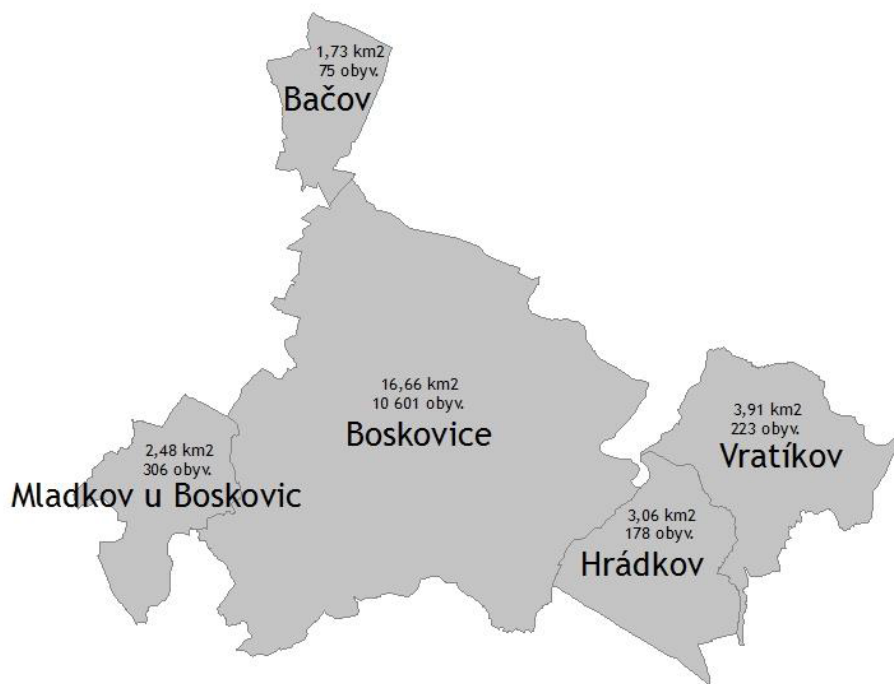 1,73 km2
75 obyv.
Bačov
16,66 km2
10 601 obyv.
Boskovice
3,91 km2
223 obyv.
Vratíkov
2,48 km2
306 obyv.
Mladkov u Boskovic
3,06 km2
178 obyv.
Hrádkov